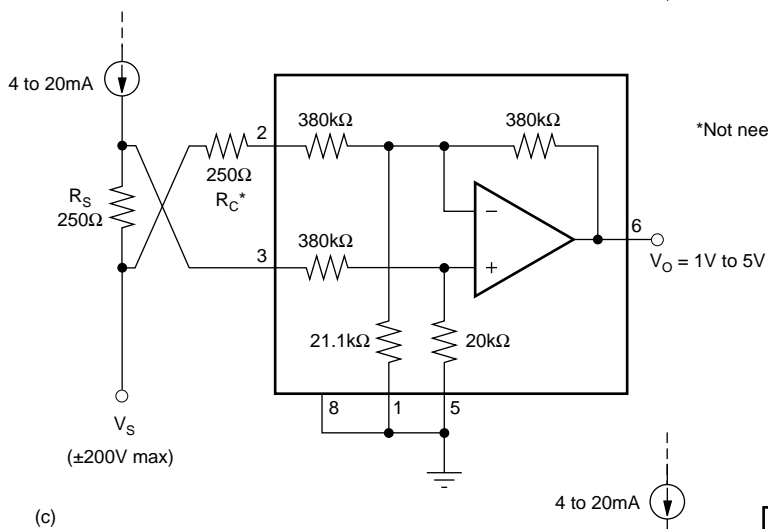 4 to 20mA
2
380kΩ
380kΩ
*Not nee
250Ω
R_C*
R_S
250Ω
−
6
3
380kΩ
+
V_O = 1V to 5V
21.1kΩ
20kΩ
8
1
5
V_S
(±200V max)
4 to 20mA
(c)